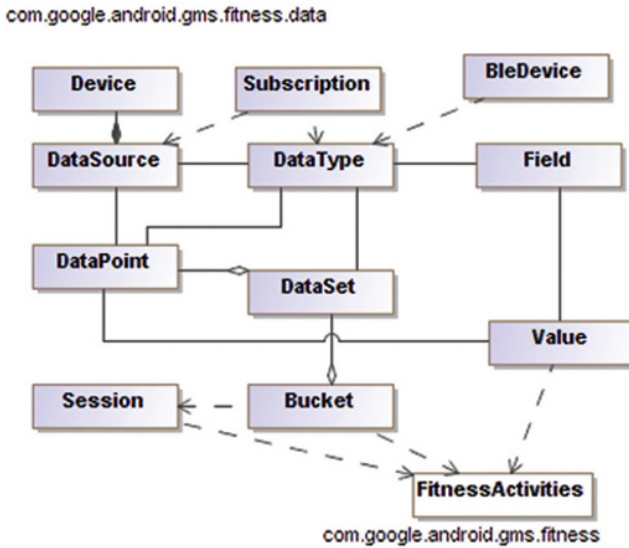 com.google.android.gms.fitness.data
Device
Subscription
BleDevice
DataSource
DataType
Field
DataPoint
DataSet
Value
Session
Bucket
FitnessActivities
com.google.android.gms.fitness